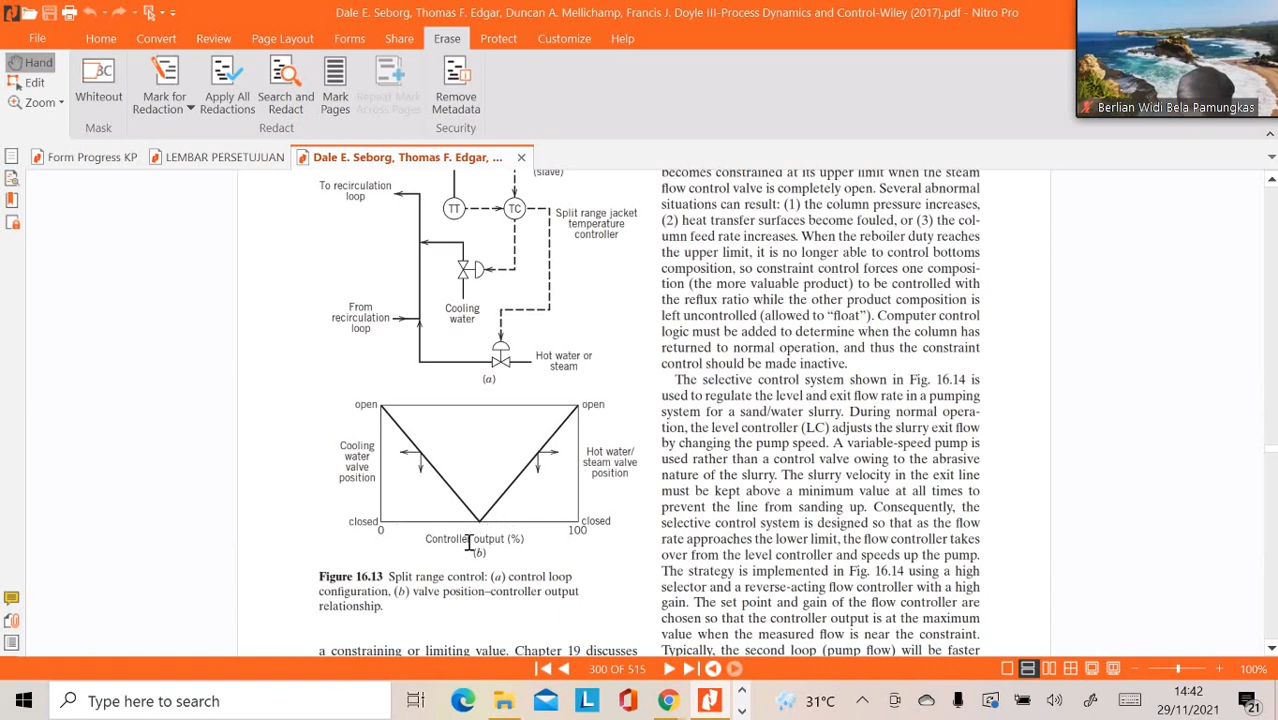 Dale E. Seborg, Thomas F. Edgar, Duncan A. Mellichamp, Francis J. Doyle III-Process Dynamics and Control-Wiley (2017).pdf - Nitro Pro
File Home Convert Review Page Layout Forms Share Erase Protect Customize Help
Hand
Edit
Zoom
Whiteout
Mask
Mark for Redaction
Apply All Redactions
Search and Redact
Mark Pages
Repeat Mark Across Pages
Redact
Remove Metadata
Security
Berlian Widi Bela Pamungkas
Form Progress KP
LEMBAR PERSETUJUAN
Dale E. Seborg, Thomas F. Edgar, ...
(slave)
To recirculation
loop
TT
TC
Split range jacket
temperature
controller
Cooling
water
From
recirculation
loop
Hot water or
steam
(a)
open
open
Cooling
water
valve
position
Hot water/
steam valve
position
closed
closed
0
100
Controller output (%)
(b)
Figure 16.13 Split range control: (a) control loop
configuration, (b) valve position–controller output
relationship.
a constraining or limiting value. Chapter 19 discusses
becomes constrained at its upper limit when the steam
flow control valve is completely open. Several abnormal
situations can result: (1) the column pressure increases,
(2) heat transfer surfaces become fouled, or (3) the col-
umn feed rate increases. When the reboiler duty reaches
the upper limit, it is no longer able to control bottoms
composition, so constraint control forces one composi-
tion (the more valuable product) to be controlled with
the reflux ratio while the other product composition is
left uncontrolled (allowed to “float”). Computer control
logic must be added to determine when the column has
returned to normal operation, and thus the constraint
control should be made inactive.
The selective control system shown in Fig. 16.14 is
used to regulate the level and exit flow rate in a pumping
system for a sand/water slurry. During normal opera-
tion, the level controller (LC) adjusts the slurry exit flow
by changing the pump speed. A variable-speed pump is
used rather than a control valve owing to the abrasive
nature of the slurry. The slurry velocity in the exit line
must be kept above a minimum value at all times to
prevent the line from sanding up. Consequently, the
selective control system is designed so that as the flow
rate approaches the lower limit, the flow controller takes
over from the level controller and speeds up the pump.
The strategy is implemented in Fig. 16.14 using a high
selector and a reverse-acting flow controller with a high
gain. The set point and gain of the flow controller are
chosen so that the controller output is at the maximum
value when the measured flow is near the constraint.
Typically, the second loop (pump flow) will be faster
300 OF 515
100%
Type here to search
31°C
14:42
29/11/2021
21